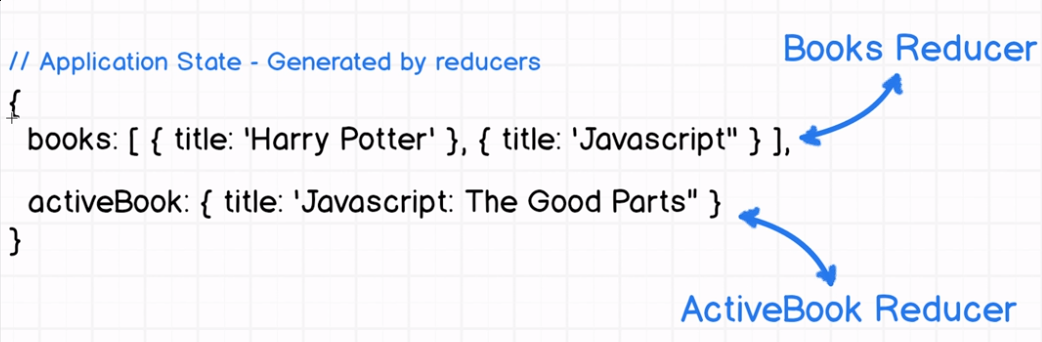 Books Reducer
// Application State - Generated by reducers
{
books: [ { title: 'Harry Potter' }, { title: 'Javascript" } ],
activeBook: { title: 'Javascript: The Good Parts" }
}
ActiveBook Reducer